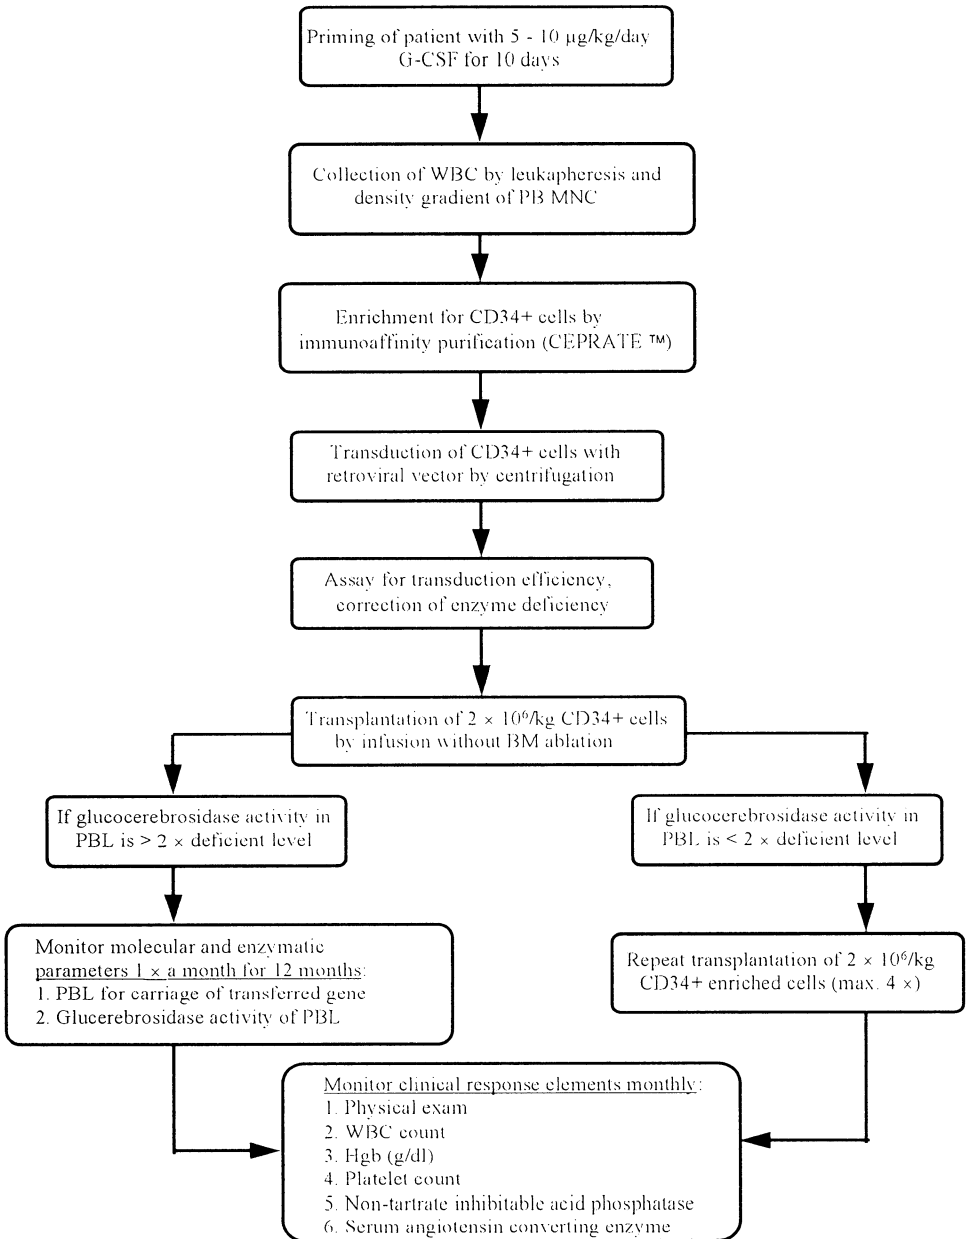 Priming of patient with 5 - 10 µg/kg/day
G-CSF for 10 days
Collection of WBC by leukapheresis and
density gradient of PB MNC
Enrichment for CD34+ cells by
immunoaffinity purification (CEPRATE ™)
Transduction of CD34+ cells with
retroviral vector by centrifugation
Assay for transduction efficiency,
correction of enzyme deficiency
Transplantation of 2 × 10⁶/kg CD34+ cells
by infusion without BM ablation
If glucocerebrosidase activity in
PBL is > 2 × deficient level
If glucocerebrosidase activity in
PBL is < 2 × deficient level
Monitor molecular and enzymatic
parameters 1 × a month for 12 months:
1. PBL for carriage of transferred gene
2. Glucerebrosidase activity of PBL
Repeat transplantation of 2 × 10⁶/kg
CD34+ enriched cells (max. 4 ×)
Monitor clinical response elements monthly:
1. Physical exam
2. WBC count
3. Hgb (g/dl)
4. Platelet count
5. Non-tartrate inhibitable acid phosphatase
6. Serum angiotensin converting enzyme